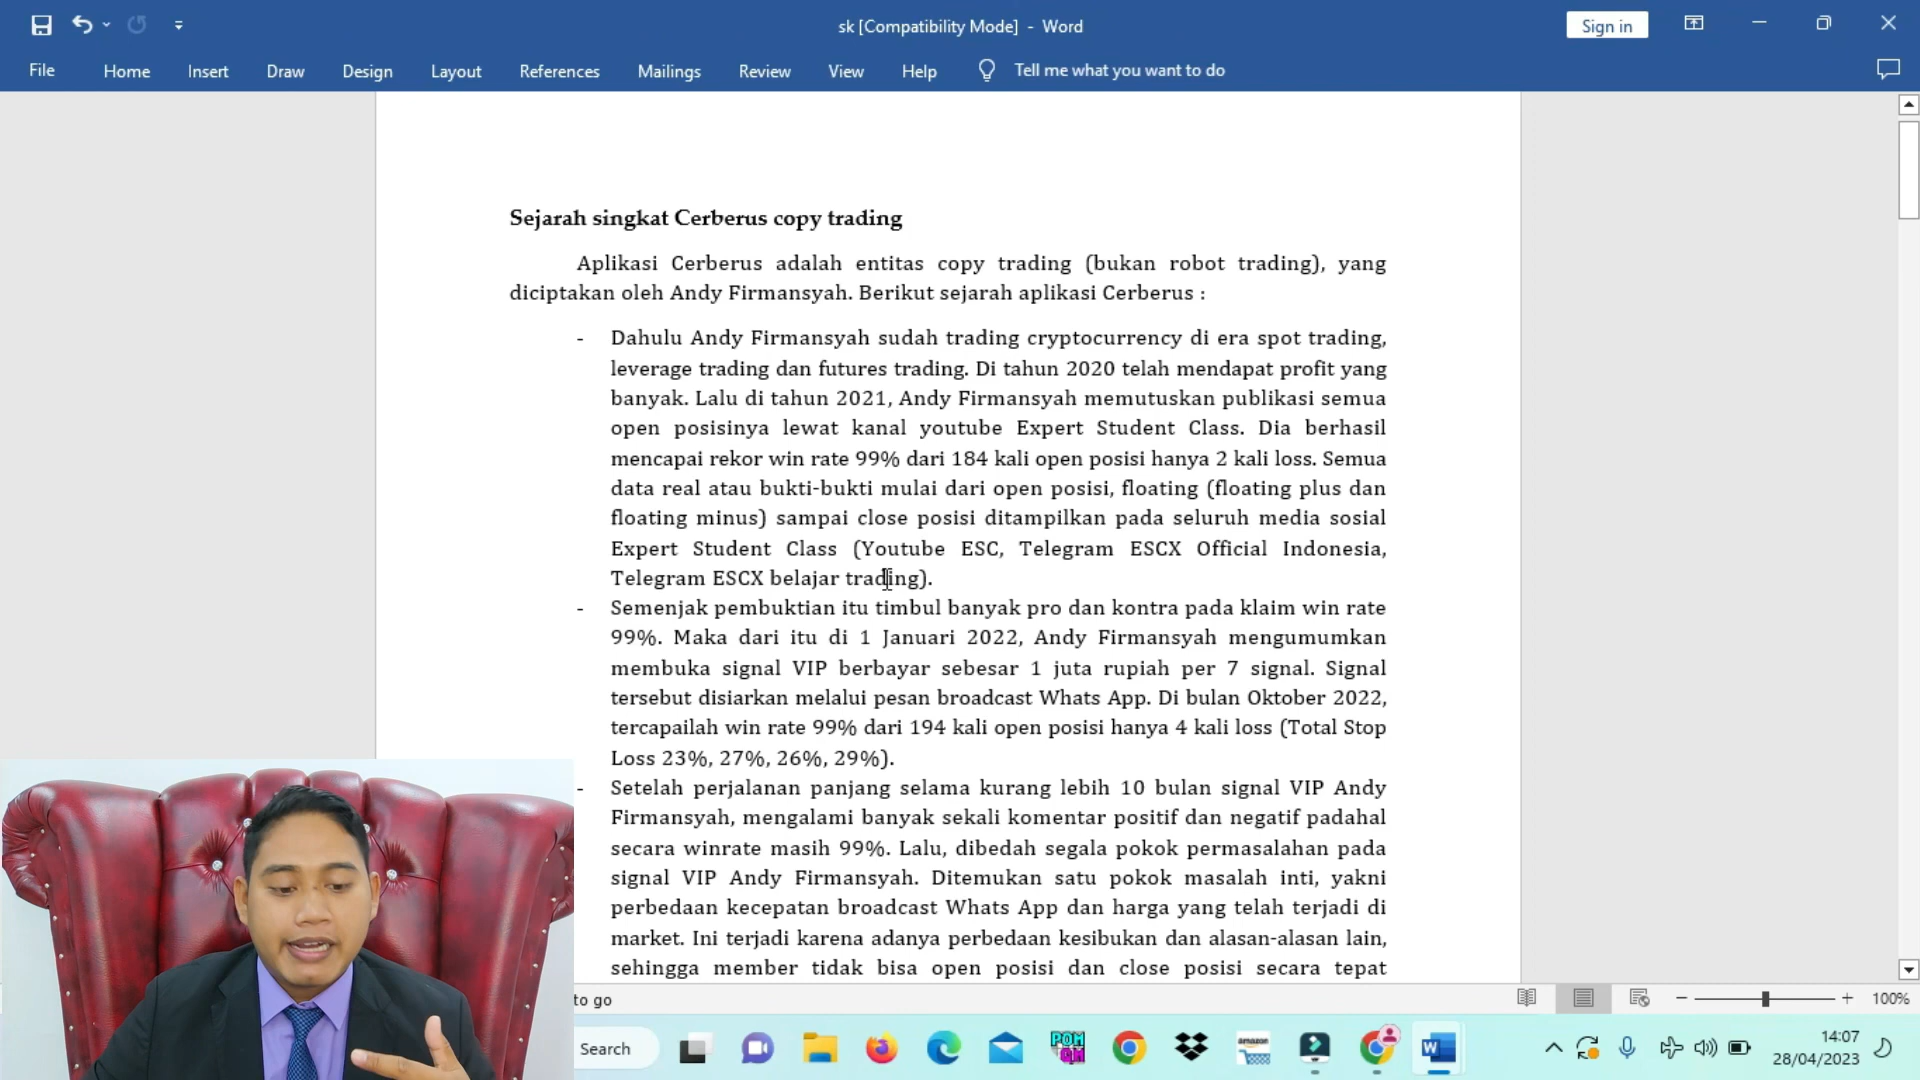 sk [Compatibility Mode] - Word
Sign in
File Home Insert Draw Design Layout References Mailings Review View Help Tell me what you want to do
Sejarah singkat Cerberus copy trading
Aplikasi Cerberus adalah entitas copy trading (bukan robot trading), yang
diciptakan oleh Andy Firmansyah. Berikut sejarah aplikasi Cerberus :
- Dahulu Andy Firmansyah sudah trading cryptocurrency di era spot trading,
leverage trading dan futures trading. Di tahun 2020 telah mendapat profit yang
banyak. Lalu di tahun 2021, Andy Firmansyah memutuskan publikasi semua
open posisinya lewat kanal youtube Expert Student Class. Dia berhasil
mencapai rekor win rate 99% dari 184 kali open posisi hanya 2 kali loss. Semua
data real atau bukti-bukti mulai dari open posisi, floating (floating plus dan
floating minus) sampai close posisi ditampilkan pada seluruh media sosial
Expert Student Class (Youtube ESC, Telegram ESCX Official Indonesia,
Telegram ESCX belajar trading).
- Semenjak pembuktian itu timbul banyak pro dan kontra pada klaim win rate
99%. Maka dari itu di 1 Januari 2022, Andy Firmansyah mengumumkan
membuka signal VIP berbayar sebesar 1 juta rupiah per 7 signal. Signal
tersebut disiarkan melalui pesan broadcast Whats App. Di bulan Oktober 2022,
tercapailah win rate 99% dari 194 kali open posisi hanya 4 kali loss (Total Stop
Loss 23%, 27%, 26%, 29%).
- Setelah perjalanan panjang selama kurang lebih 10 bulan signal VIP Andy
Firmansyah, mengalami banyak sekali komentar positif dan negatif padahal
secara winrate masih 99%. Lalu, dibedah segala pokok permasalahan pada
signal VIP Andy Firmansyah. Ditemukan satu pokok masalah inti, yakni
perbedaan kecepatan broadcast Whats App dan harga yang telah terjadi di
market. Ini terjadi karena adanya perbedaan kesibukan dan alasan-alasan lain,
sehingga member tidak bisa open posisi dan close posisi secara tepat
to go
100%
Search
amazon
14:07
28/04/2023